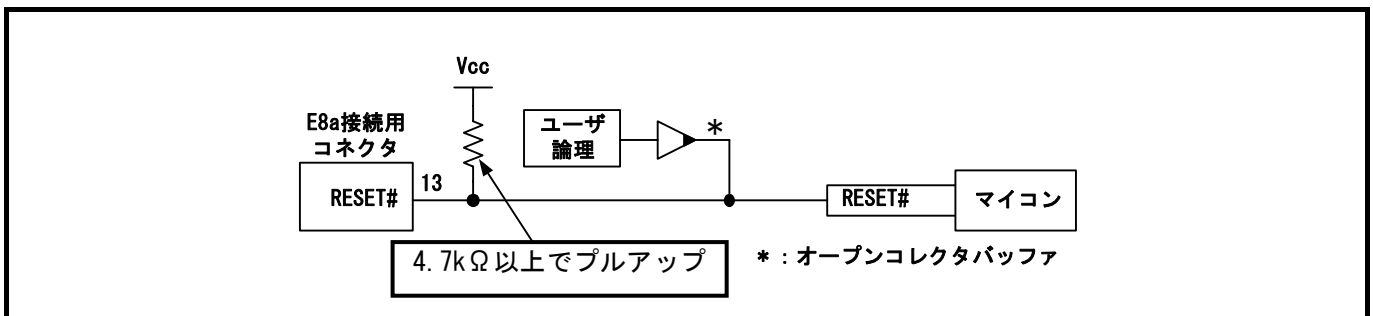 Vcc
E8a接続用
コネクタ
ユーザ
論理
*
RESET#
13
RESET#
マイコン
4.7kΩ以上でプルアップ
* : オープンコレクタバッファ